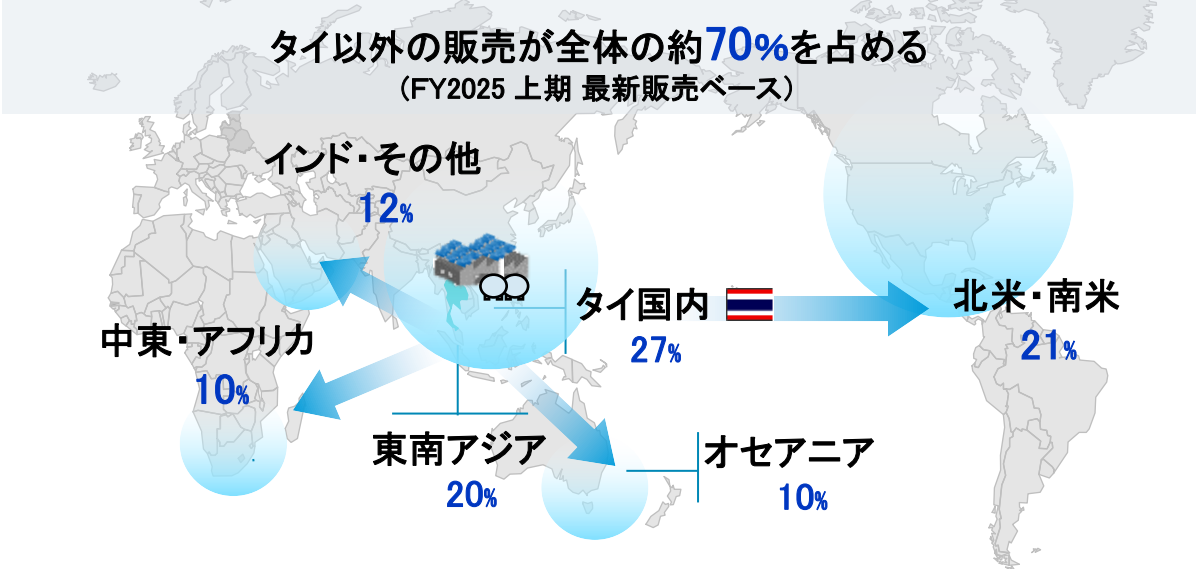 タイ以外の販売が全体の約70%を占める
（FY2025 上期 最新販売ベース）
インド・その他
12%
タイ国内
27%
北米・南米
21%
中東・アフリカ
10%
東南アジア
20%
オセアニア
10%